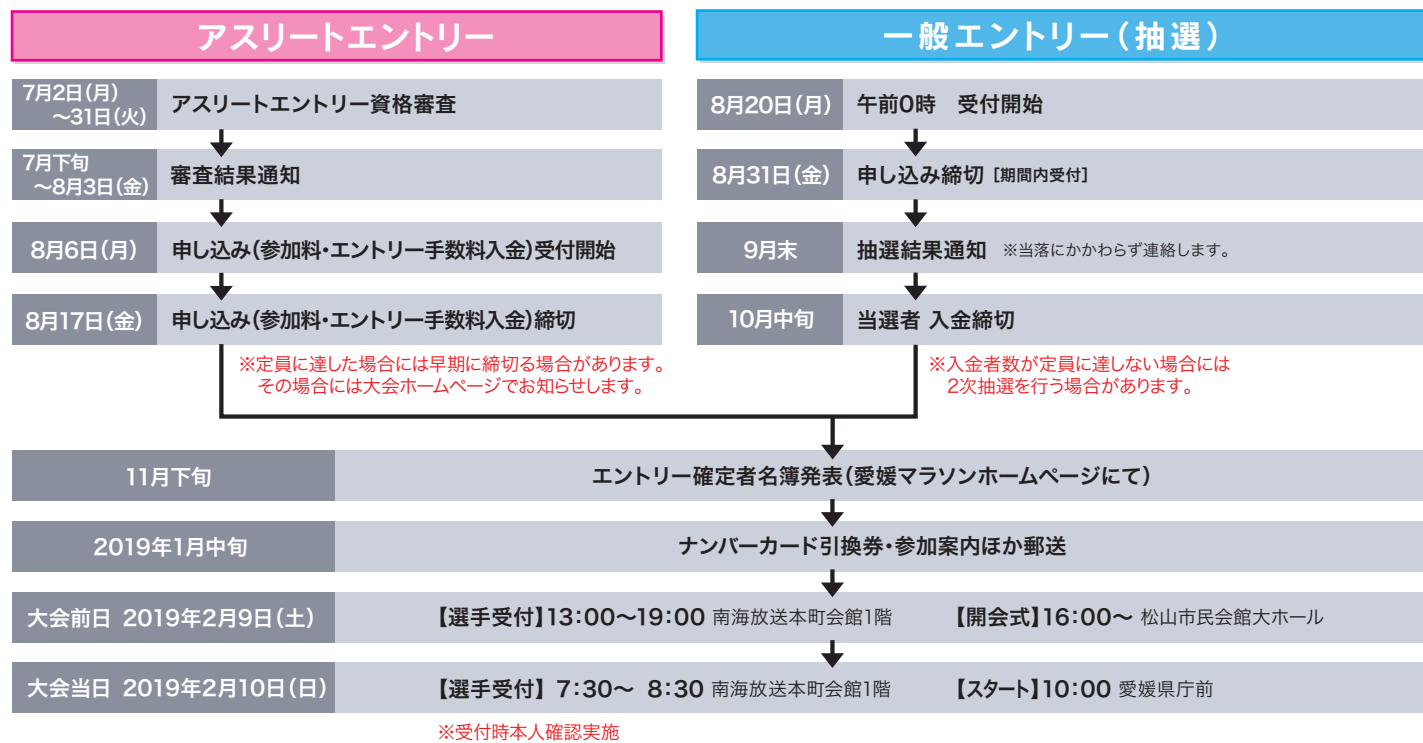 アスリートエントリー
7月2日(月)
～31日(火)
アスリートエントリー資格審査
7月下旬
～8月3日(金)
審査結果通知
8月6日(月)
申し込み(参加料・エントリー手数料入金)受付開始
8月17日(金)
申し込み(参加料・エントリー手数料入金)締切
※定員に達した場合には早期に締切る場合があります。
その場合には大会ホームページでお知らせします。
一般エントリー(抽選)
8月20日(月)
午前0時　受付開始
8月31日(金)
申し込み締切 [期間内受付]
9月末
抽選結果通知 ※当落にかかわらず連絡します。
10月中旬
当選者 入金締切
※入金者数が定員に達しない場合には
2次抽選を行う場合があります。
11月下旬
エントリー確定者名簿発表(愛媛マラソンホームページにて)
2019年1月中旬
ナンバーカード引換券・参加案内ほか郵送
大会前日 2019年2月9日(土)
【選手受付】13:00～19:00 南海放送本町会館1階 【開会式】16:00～ 松山市民会館大ホール
大会当日 2019年2月10日(日)
【選手受付】 7:30～ 8:30 南海放送本町会館1階 【スタート】10:00 愛媛県庁前
※受付時本人確認実施